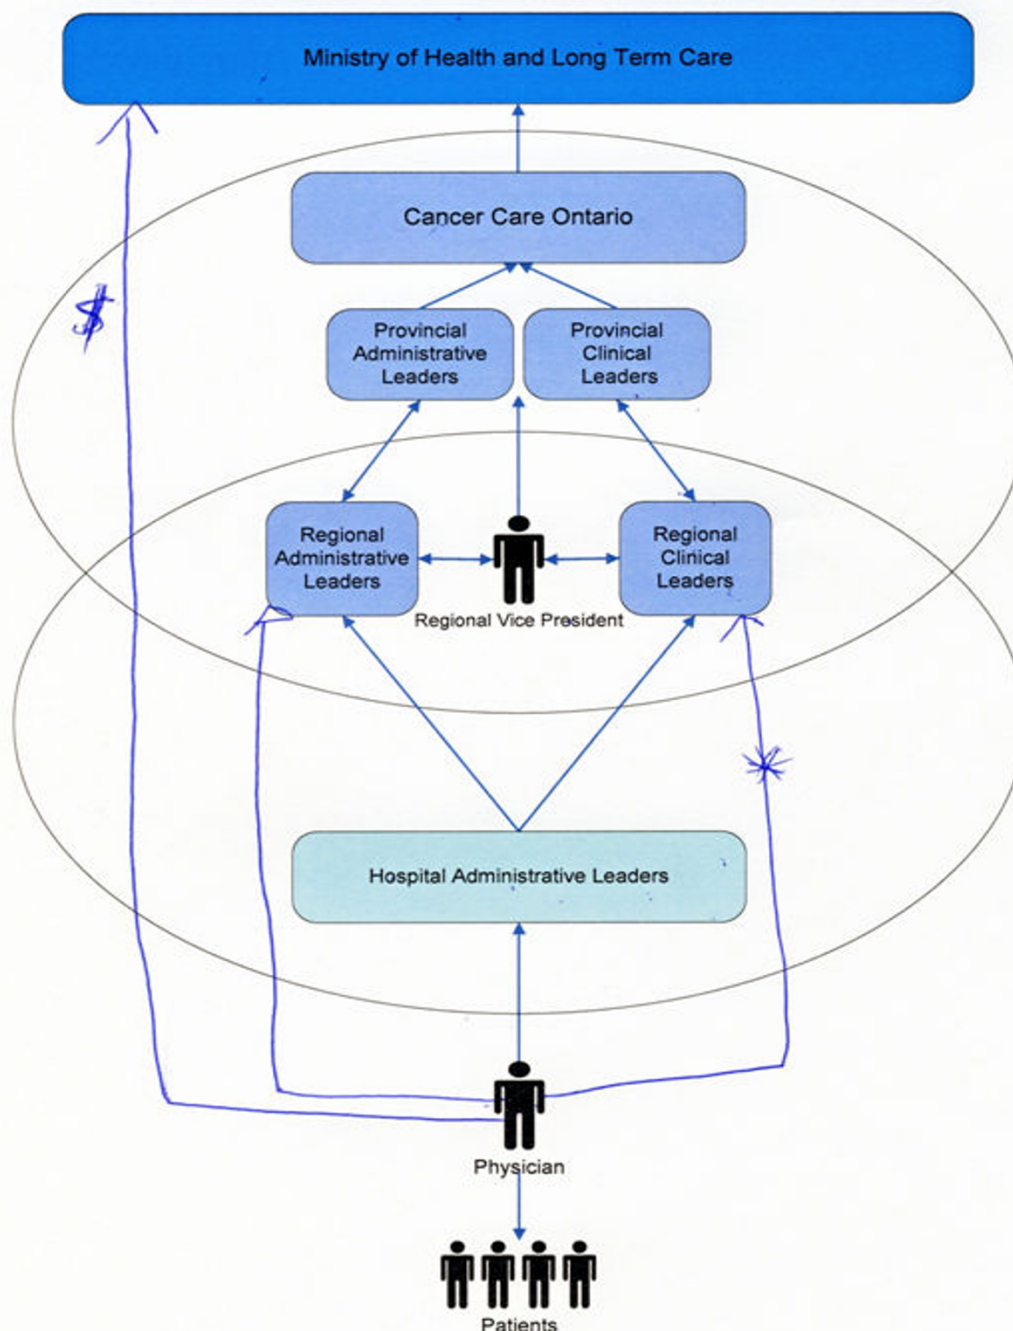 Ministry of Health and Long Term Care
$
Cancer Care Ontario
Provincial
Administrative
Leaders
Provincial
Clinical
Leaders
Regional
Administrative
Leaders
Regional
Clinical
Leaders
Regional Vice President
*
Hospital Administrative Leaders
Physician
Patients